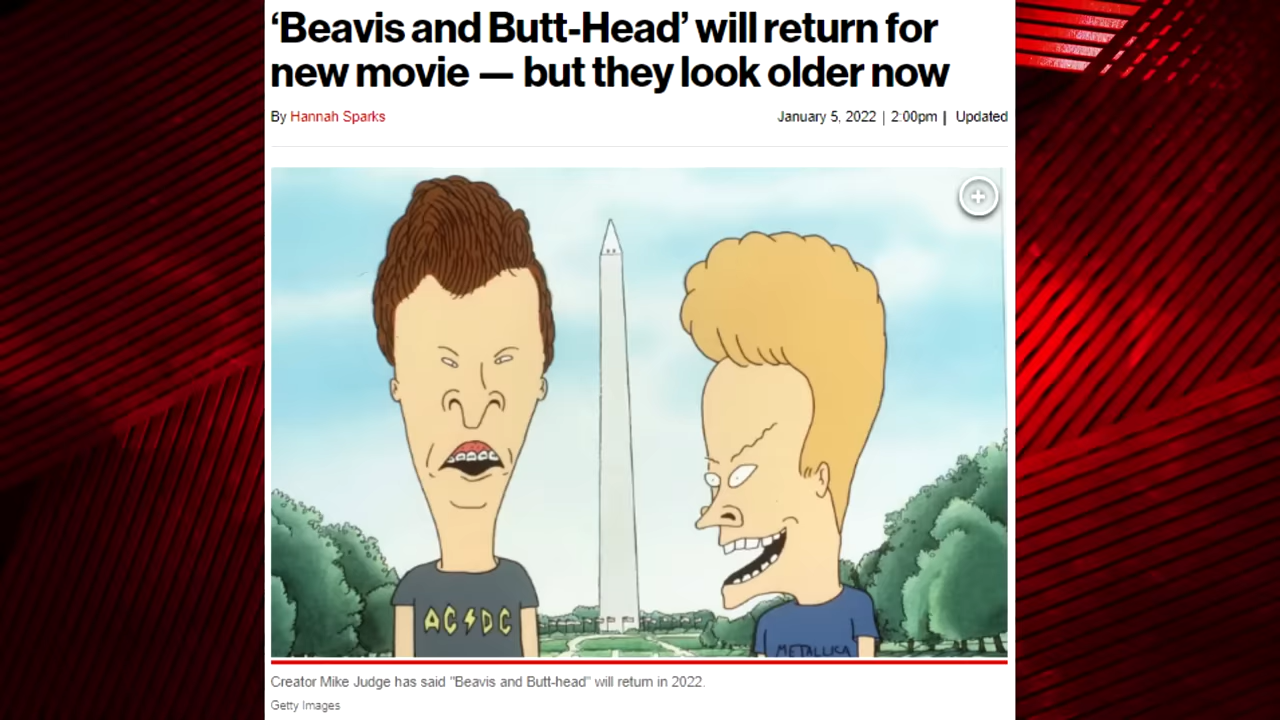 ‘Beavis and Butt-Head’ will return for
new movie — but they look older now
By Hannah Sparks
January 5, 2022 | 2:00pm | Updated
AC⚡DC
METALLICA
Creator Mike Judge has said "Beavis and Butt-head" will return in 2022.
Getty Images